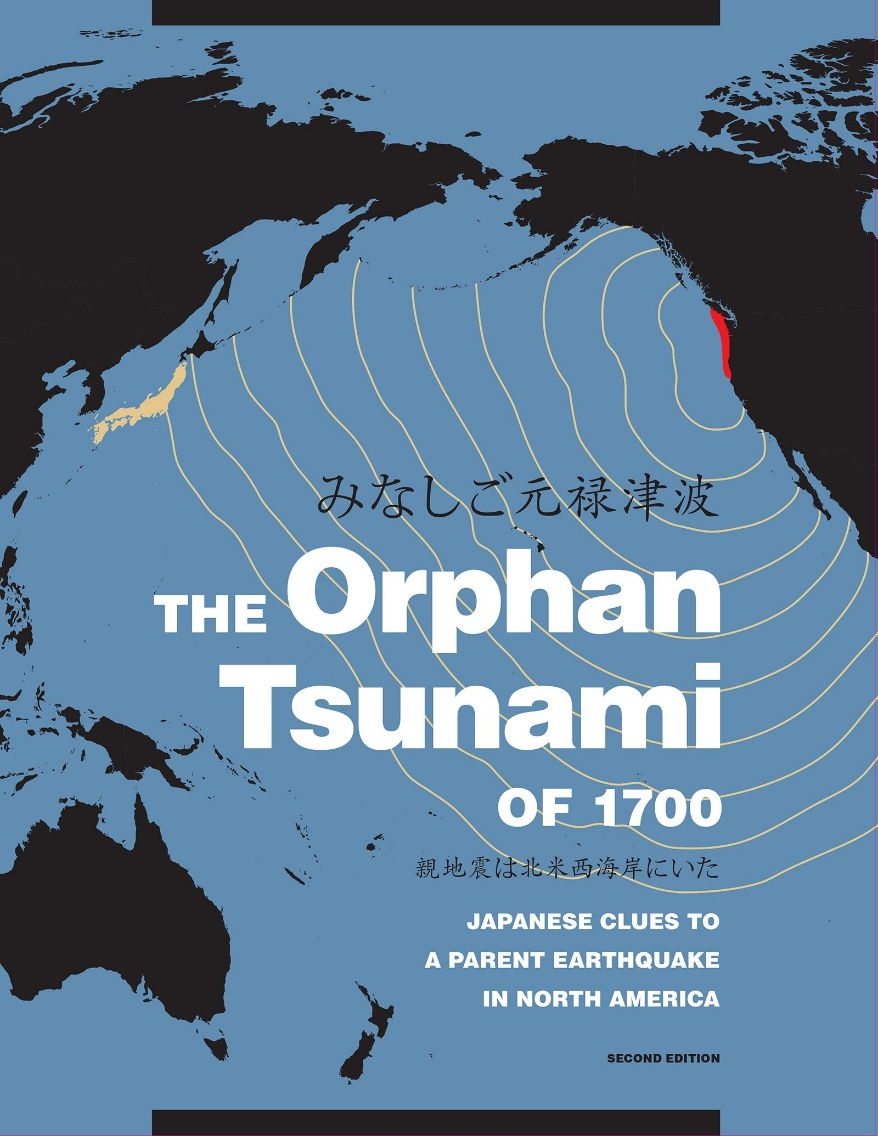 みなしご元禄津波
THE Orphan
Tsunami
OF 1700
親地震は北米西海岸にいた
JAPANESE CLUES TO
A PARENT EARTHQUAKE
IN NORTH AMERICA
SECOND EDITION